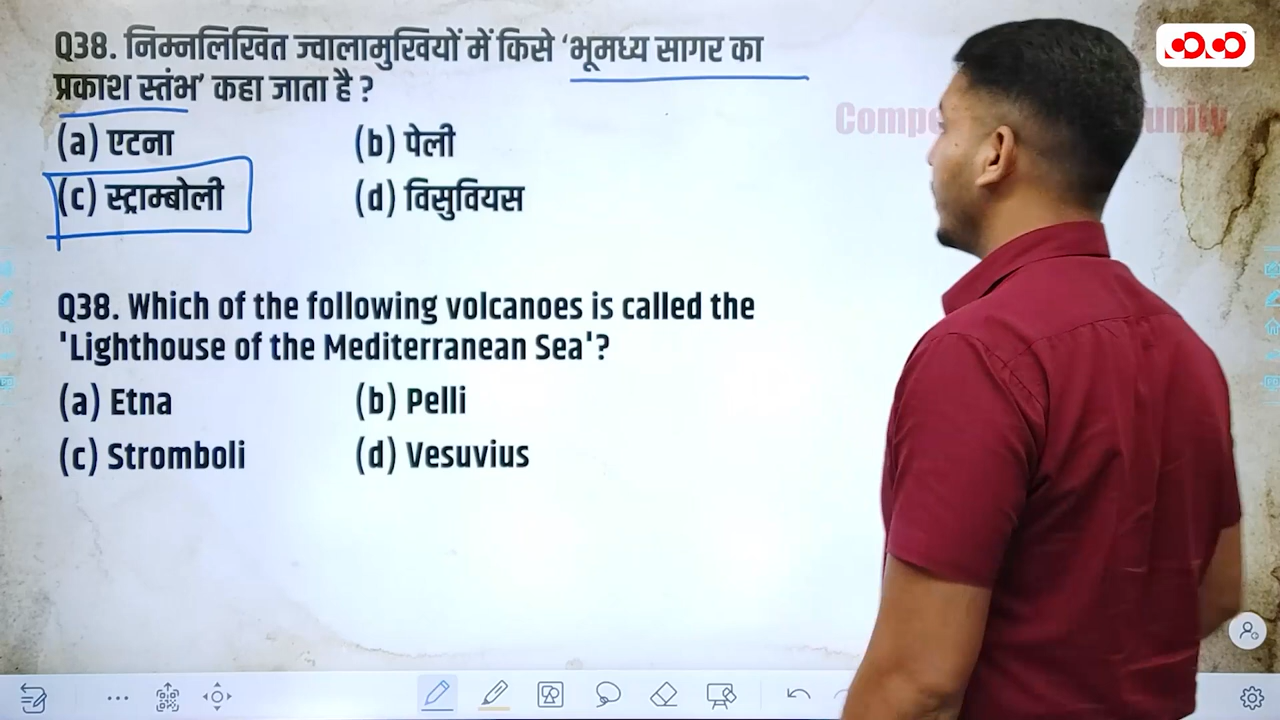 Q38. निम्नलिखित ज्वालामुखियों में किसे ‘भूमध्य सागर का
प्रकाश स्तंभ’ कहा जाता है ?
(a) एटना (b) पेली
(c) स्ट्राम्बोली (d) विसुवियस
Q38. Which of the following volcanoes is called the
'Lighthouse of the Mediterranean Sea'?
(a) Etna (b) Pelli
(c) Stromboli (d) Vesuvius